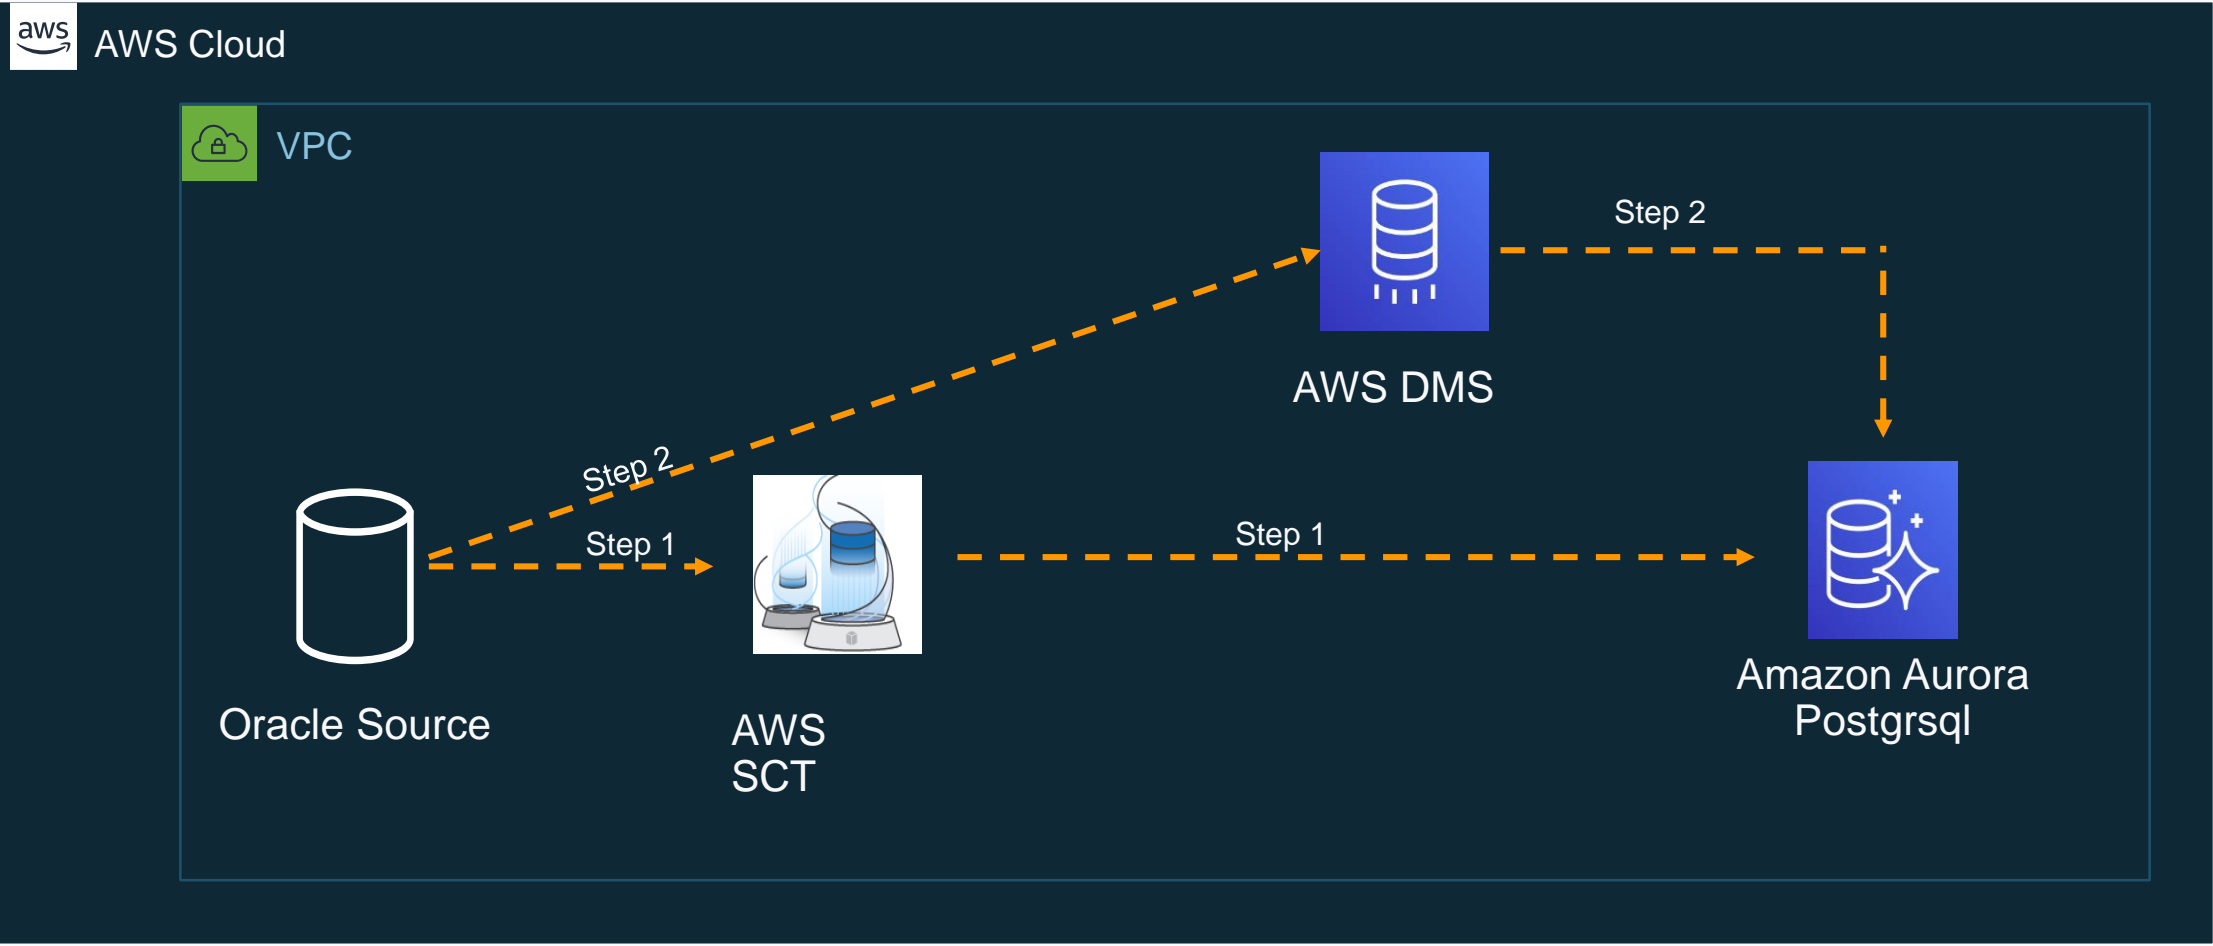 aws
AWS Cloud
VPC
Step 2
AWS DMS
Step 2
Step 1
Step 1
Oracle Source
AWS
SCT
Amazon Aurora
Postgrsql